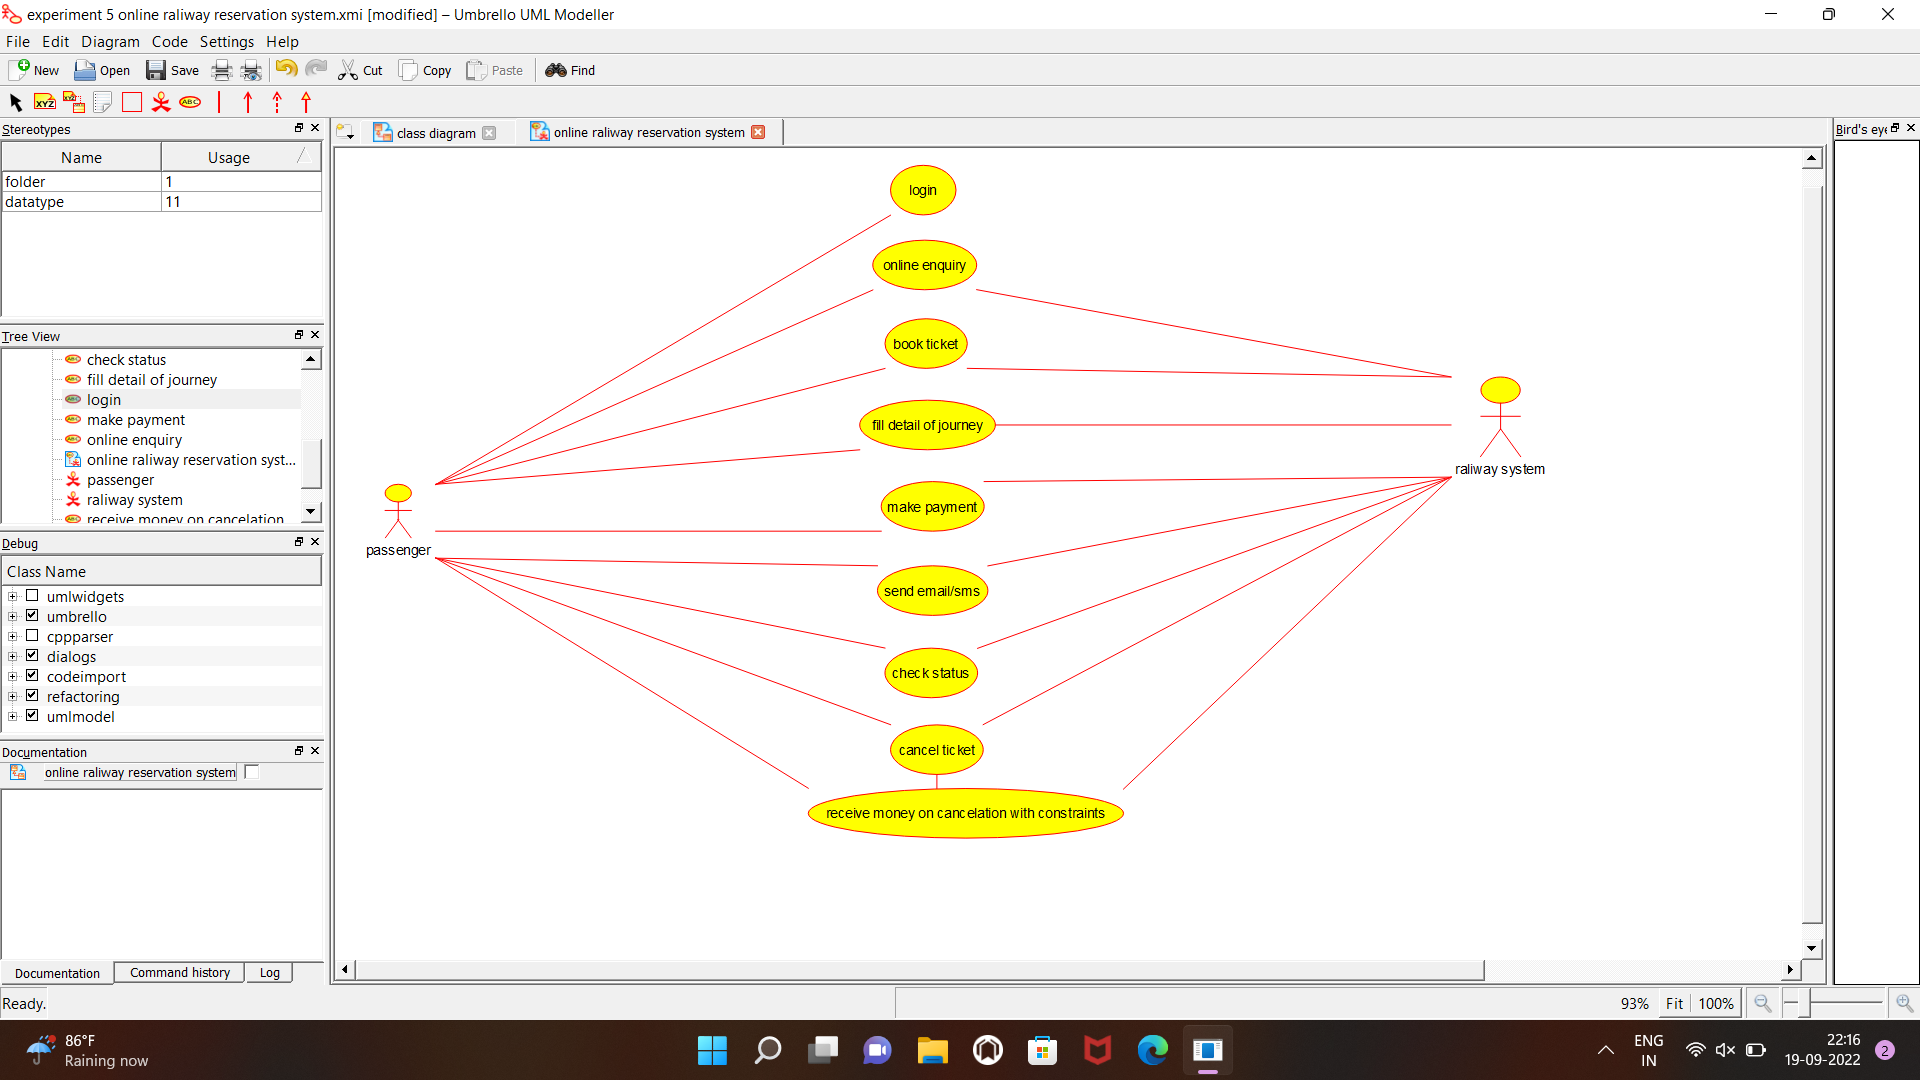 experiment 5 online raliway reservation system.xmi [modified] – Umbrello UML Modeller
File Edit Diagram Code Settings Help
New Open Save Cut Copy Paste Find
XYZ XYZ ABC
Stereotypes
Name Usage
folder 1
datatype 11
Tree View
check status
fill detail of journey
login
make payment
online enquiry
online raliway reservation syst...
passenger
raliway system
receive money on cancelation
Debug
Class Name
umlwidgets
umbrello
cppparser
dialogs
codeimport
refactoring
umlmodel
Documentation
online raliway reservation system
Documentation Command history Log
class diagram
online raliway reservation system
login
online enquiry
book ticket
fill detail of journey
make payment
send email/sms
check status
cancel ticket
receive money on cancelation with constraints
passenger
raliway system
Bird's eye
Ready.
93% Fit 100%
86°F
Raining now
ENG
IN
22:16
19-09-2022
2